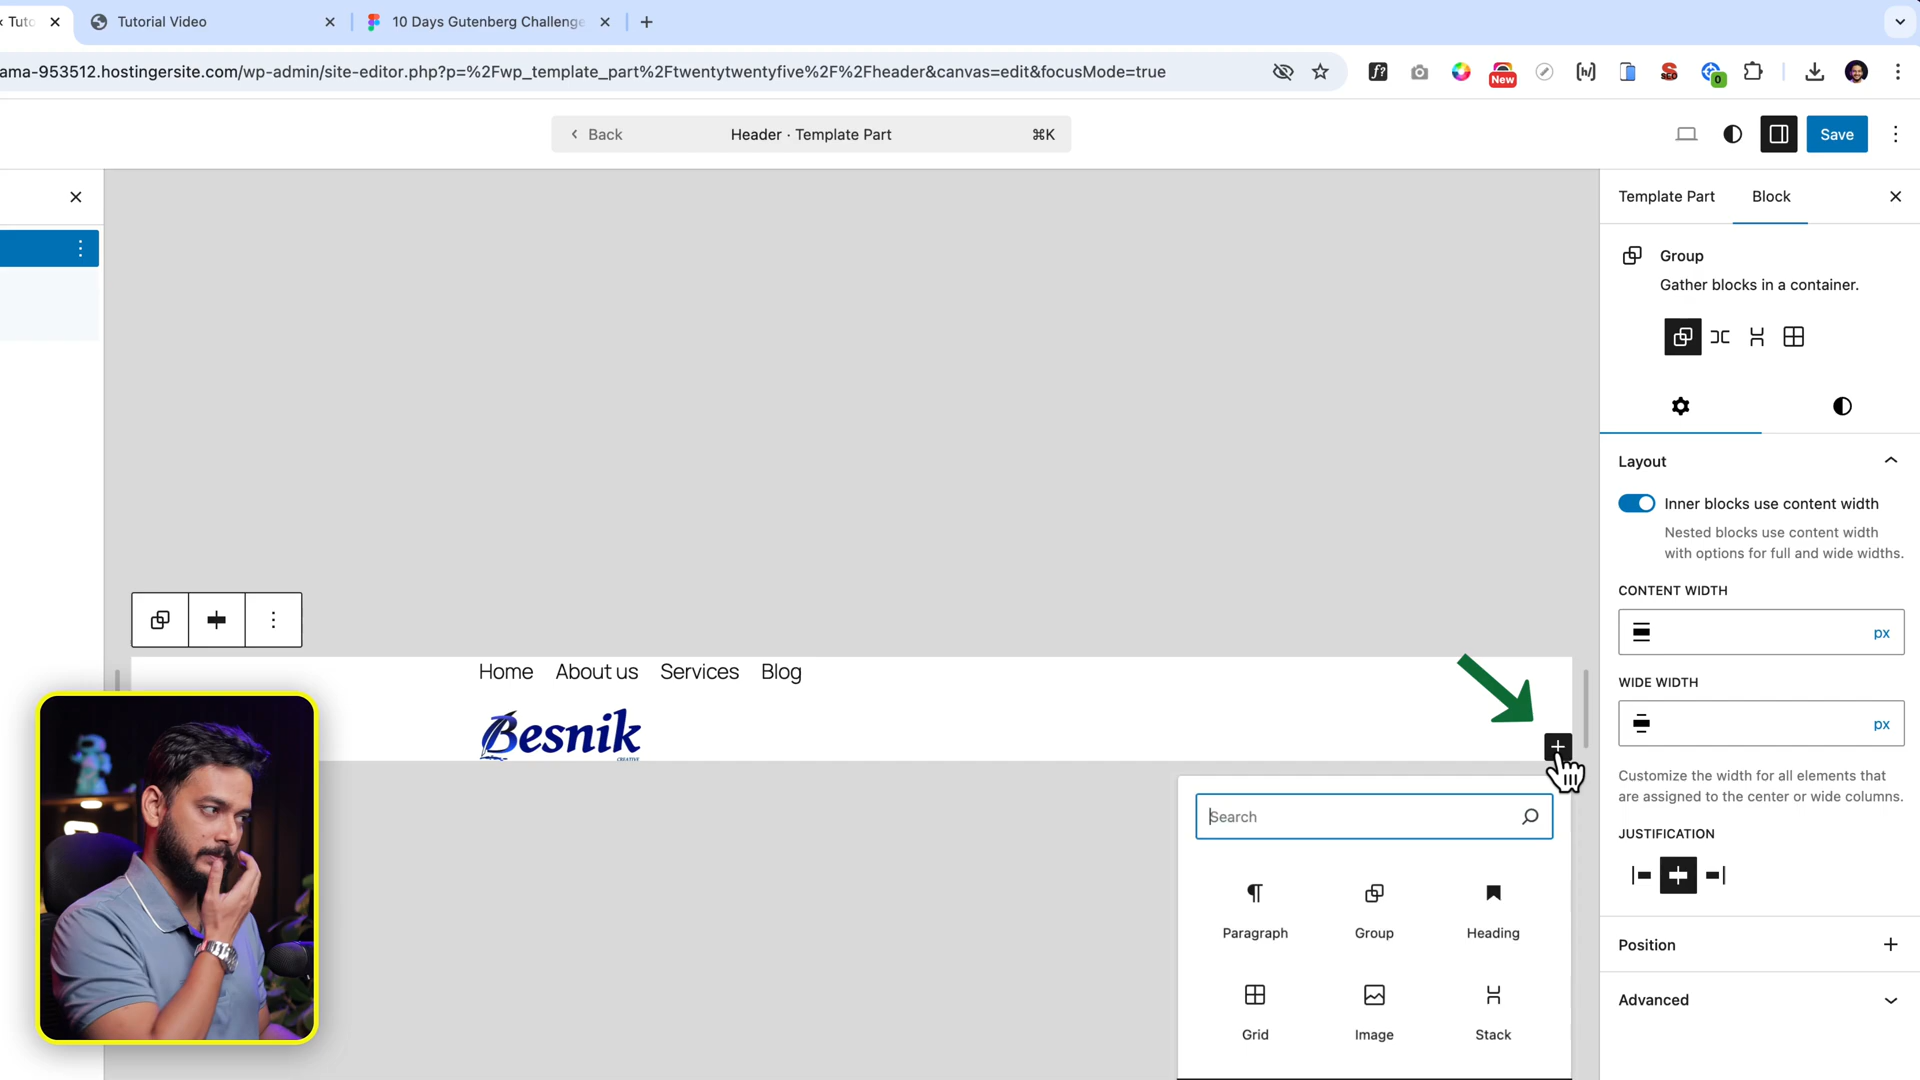 Tuto
Tutorial Video
10 Days Gutenberg Challenge
ama-953512.hostingersite.com/wp-admin/site-editor.php?p=%2Fwp_template_part%2Ftwentytwentyfive%2F%2Fheader&canvas=edit&focusMode=true
f?
New
[h/]
S
SEO
0
Back
Header · Template Part
⌘K
Save
Template Part
Block
Group
Gather blocks in a container.
Layout
Inner blocks use content width
Nested blocks use content width
with options for full and wide widths.
CONTENT WIDTH
px
WIDE WIDTH
px
Customize the width for all elements that
are assigned to the center or wide columns.
JUSTIFICATION
Position
Advanced
Home
About us
Services
Blog
Besnik
CREATIVE
Search
Paragraph
Group
Heading
Grid
Image
Stack